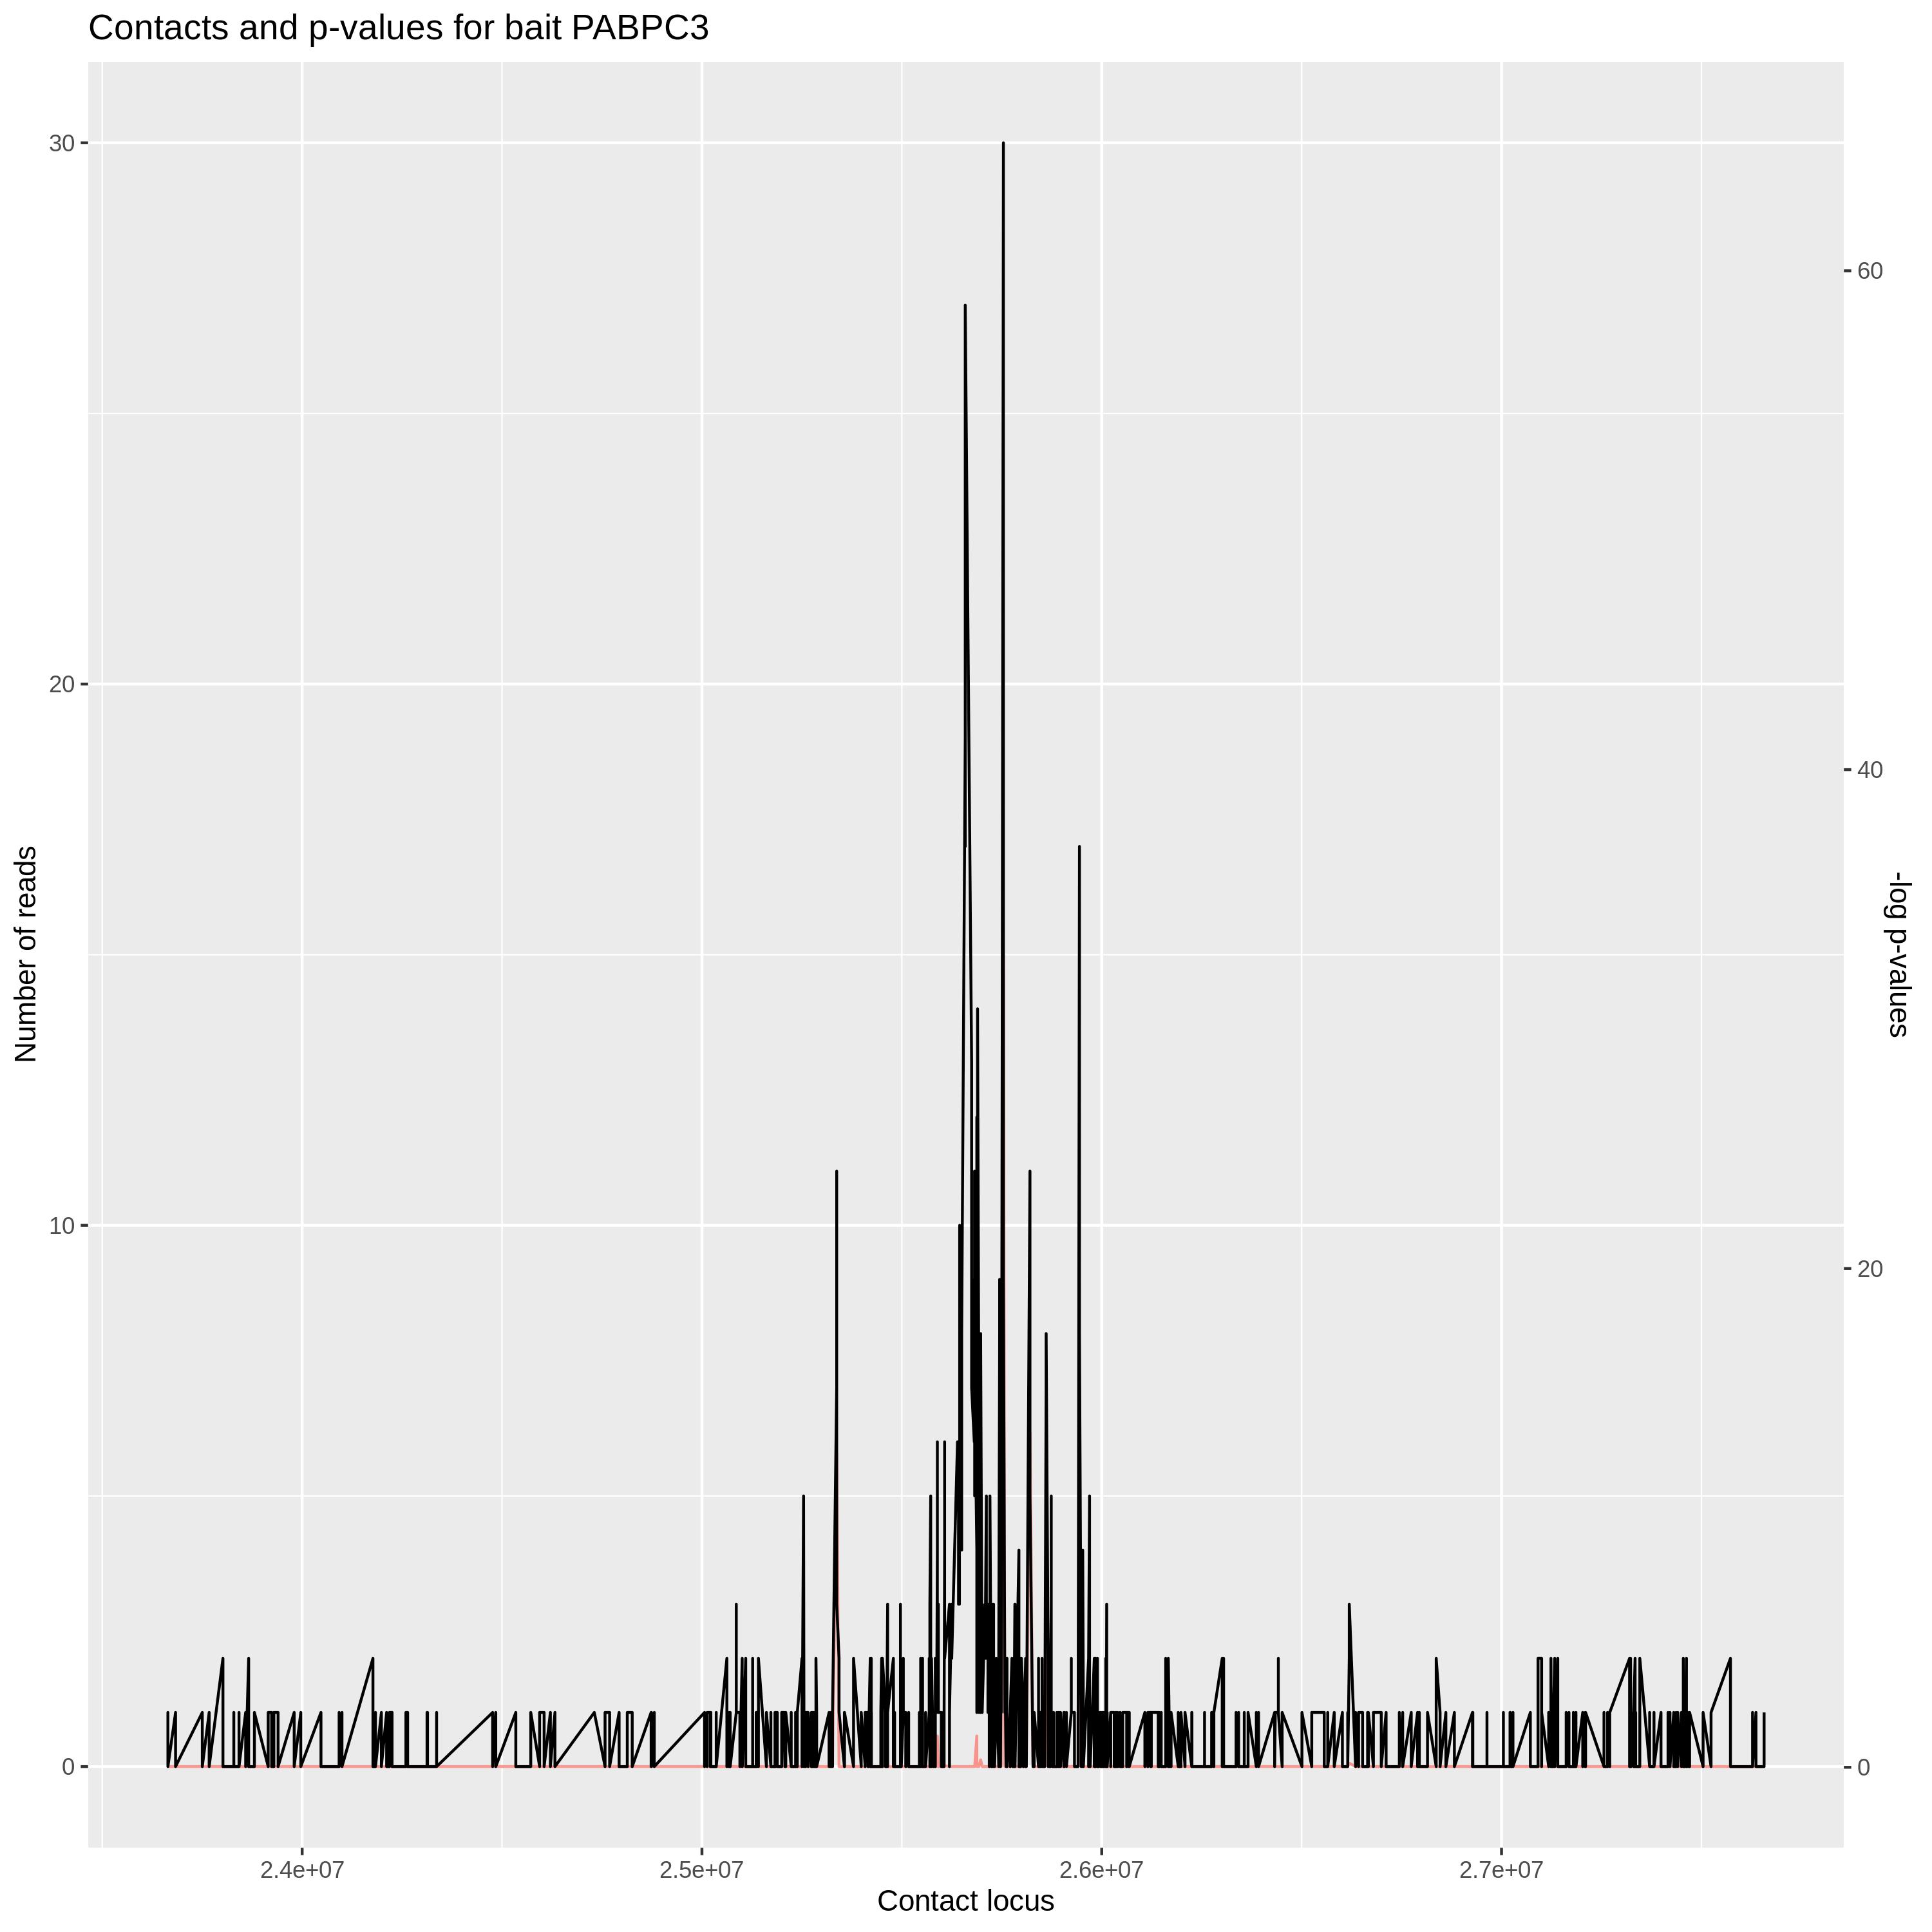 Contacts and p-values for bait PABPC3
30
20
10
0
Number of reads
60
40
20
0
-log p-values
2.4e+07 2.5e+07 2.6e+07 2.7e+07
Contact locus